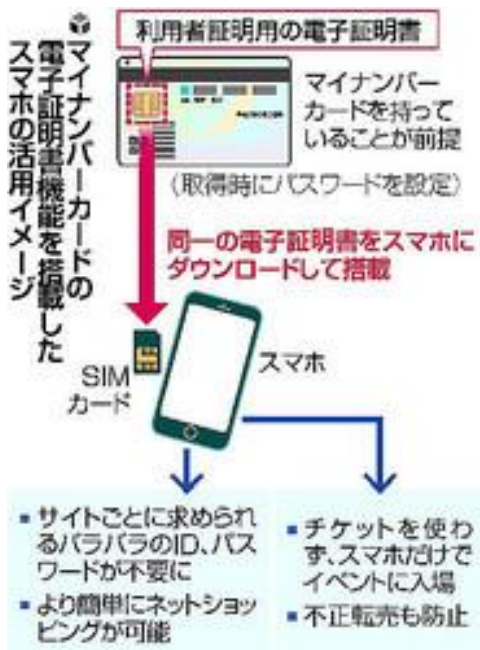 マイナンバーカードの
電子証明書機能を搭載した
スマホの活用イメージ
利用者証明用の電子証明書
マイナンバー
カードを持って
いることが前提
(取得時にパスワードを設定)
同一の電子証明書をスマホに
ダウンロードして搭載
SIM
カード
スマホ
■サイトごとに求められ
るバラバラのID、パス
ワードが不要に
■より簡単にネットショッ
ピングが可能
■チケットを使わ
ず、スマホだけで
イベントに入場
■不正転売も防止